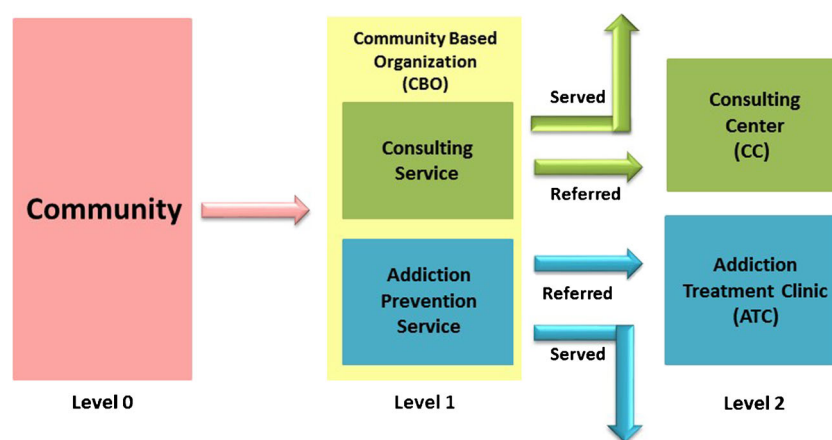 Community
Level 0
Community Based
Organization
(CBO)
Consulting
Service
Addiction
Prevention
Service
Level 1
Served
Referred
Referred
Served
Consulting
Center
(CC)
Addiction
Treatment Clinic
(ATC)
Level 2